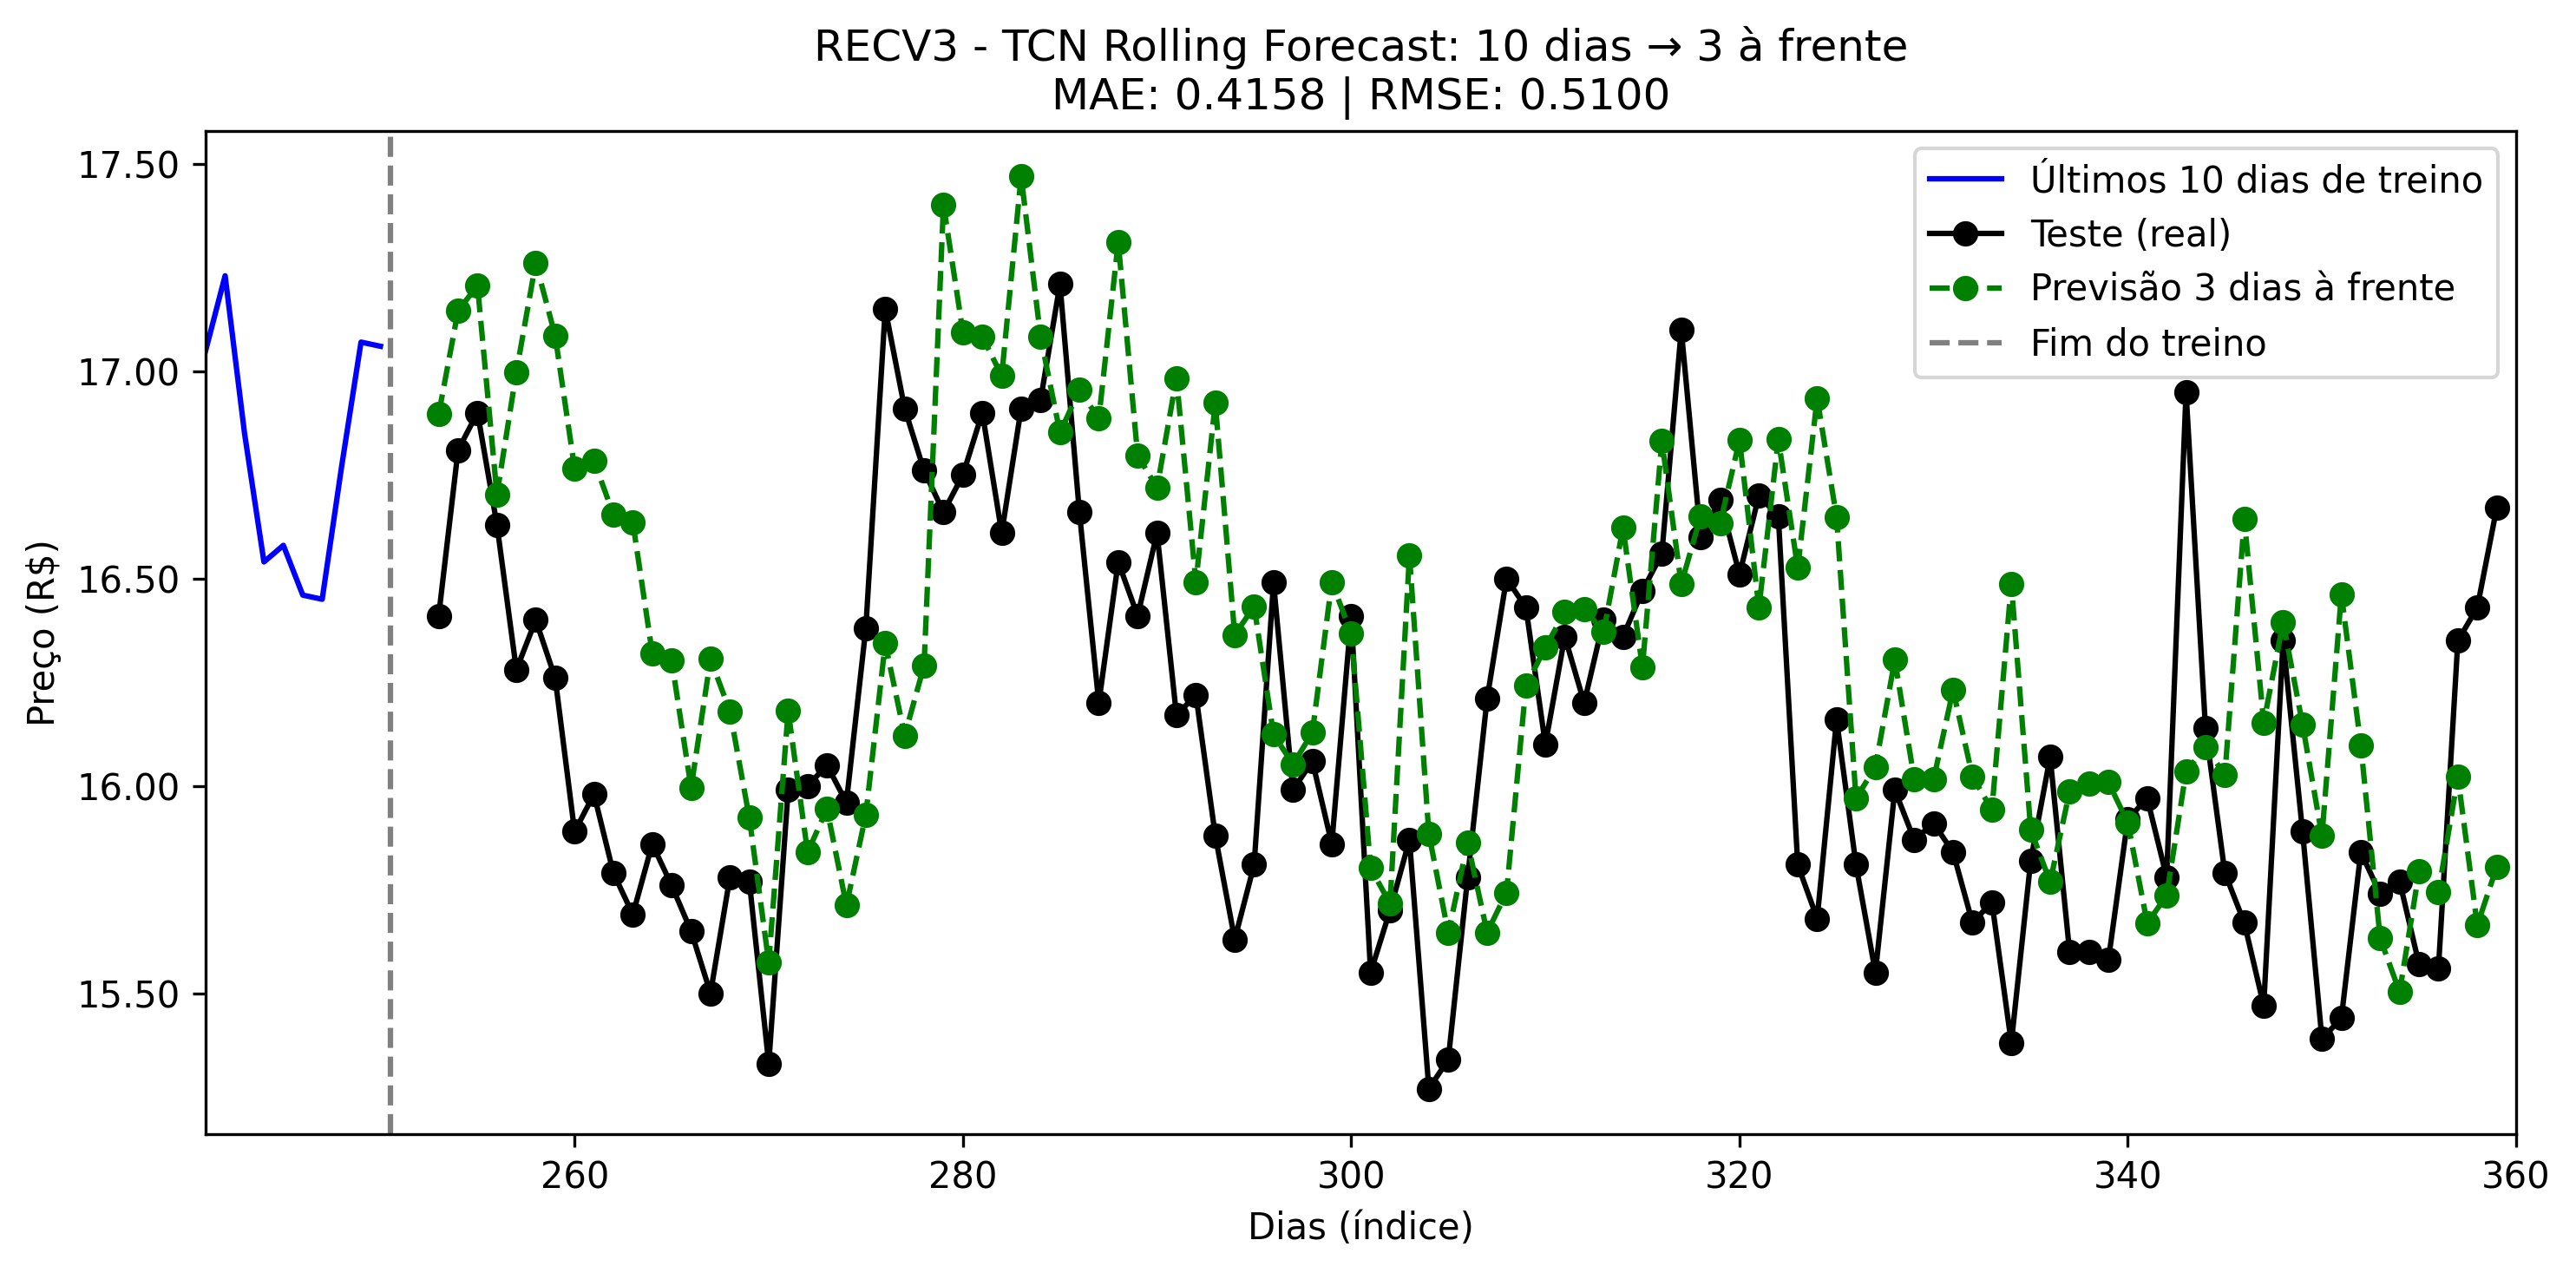 RECV3 - TCN Rolling Forecast: 10 dias → 3 à frente
MAE: 0.4158 | RMSE: 0.5100
Últimos 10 dias de treino
Teste (real)
Previsão 3 dias à frente
Fim do treino
Preço (R$)
17.50
17.00
16.50
16.00
15.50
260
280
300
320
340
360
Dias (índice)